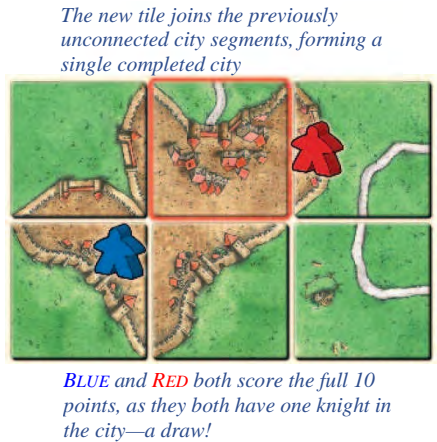 The new tile joins the previously
unconnected city segments, forming a
single completed city
BLUE and RED both score the full 10
points, as they both have one knight in
the city—a draw!